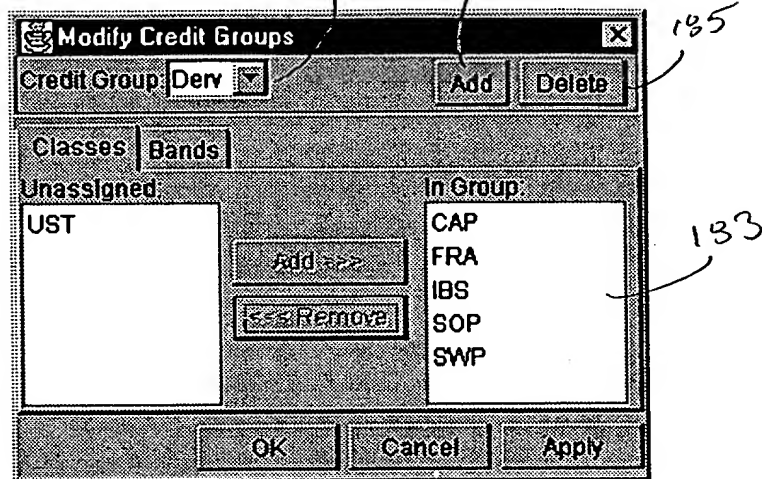 Modify Credit Groups
185
Credit Group: Derv Add Delete
Classes Bands
Unassigned: In Group:
UST CAP
FRA
IBS
SOP
SWP
Add >>>
<<< Remove
183
OK Cancel Apply